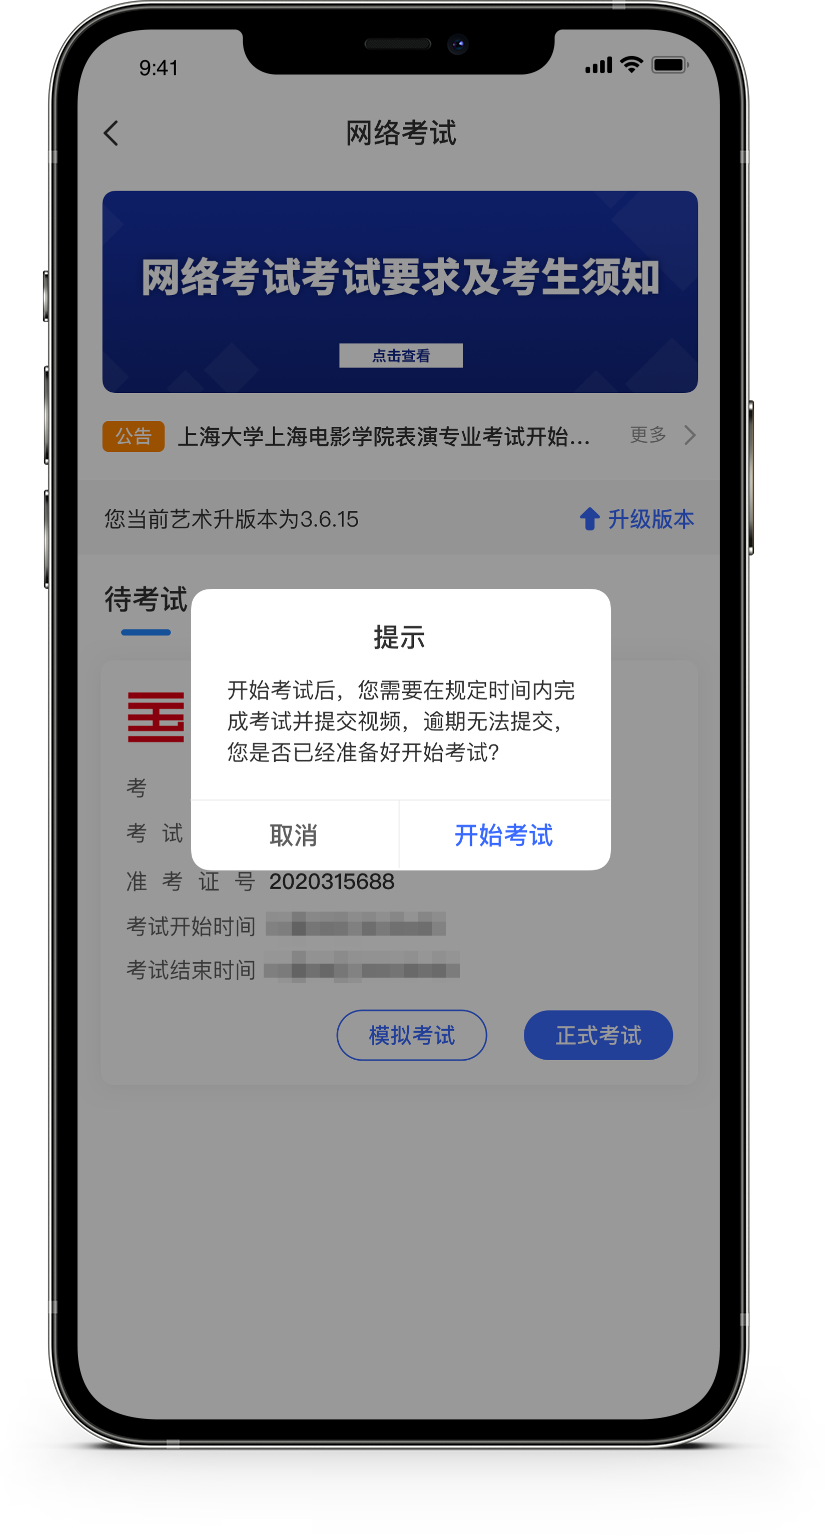 9:41
网络考试
网络考试考试要求及考生须知
点击查看
公告 上海大学上海电影学院表演专业考试开始... 更多
您当前艺术升版本为3.6.15 升级版本
待考试
提示
开始考试后，您需要在规定时间内完
成考试并提交视频，逾期无法提交，
您是否已经准备好开始考试？
取消 开始考试
考
考 试
准 考 证 号 2020315688
考试开始时间
考试结束时间
模拟考试 正式考试